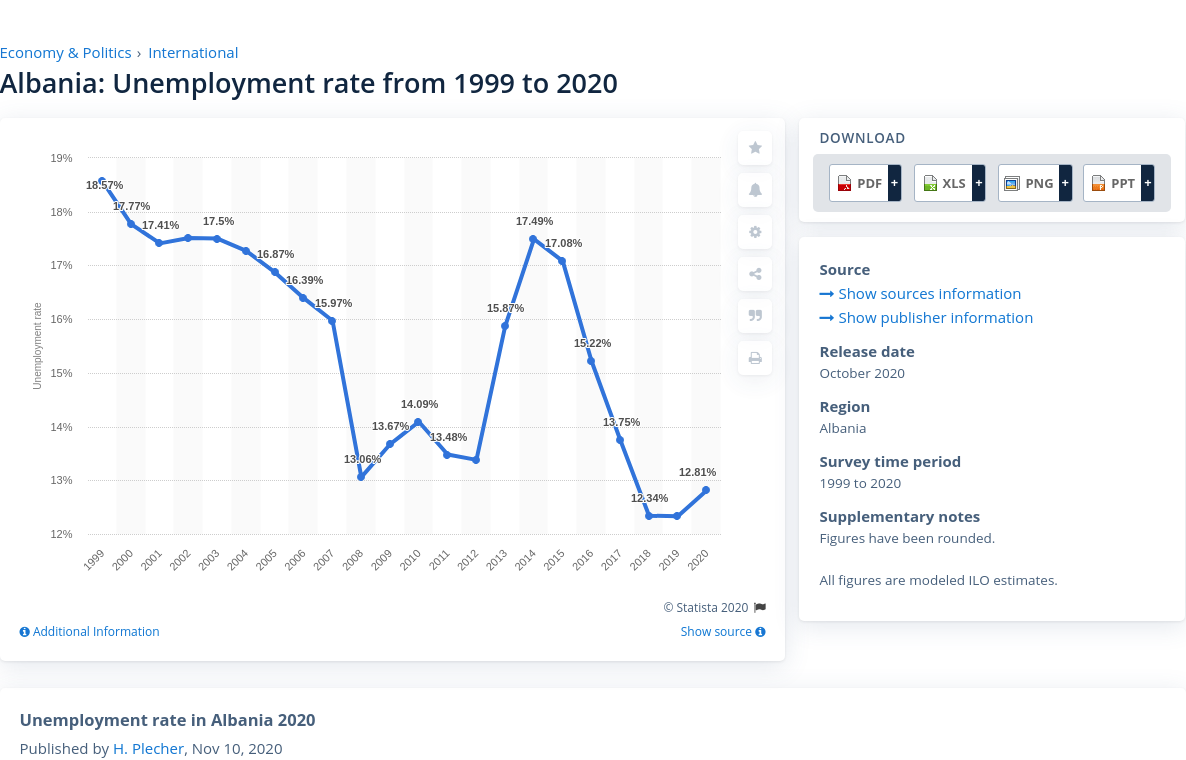 Economy & Politics › International
Albania: Unemployment rate from 1999 to 2020
Unemployment rate
19%
18%
17%
16%
15%
14%
13%
12%
18.57%
17.77%
17.41%
17.5%
16.87%
16.39%
15.97%
13.06%
13.67%
14.09%
13.48%
15.87%
17.49%
17.08%
15.22%
13.75%
12.34%
12.81%
1999 2000 2001 2002 2003 2004 2005 2006 2007 2008 2009 2010 2011 2012 2013 2014 2015 2016 2017 2018 2019 2020
© Statista 2020
Additional Information
Show source
DOWNLOAD
PDF + XLS + PNG + PPT +
Source
Show sources information
Show publisher information
Release date
October 2020
Region
Albania
Survey time period
1999 to 2020
Supplementary notes
Figures have been rounded.
All figures are modeled ILO estimates.
Unemployment rate in Albania 2020
Published by H. Plecher, Nov 10, 2020